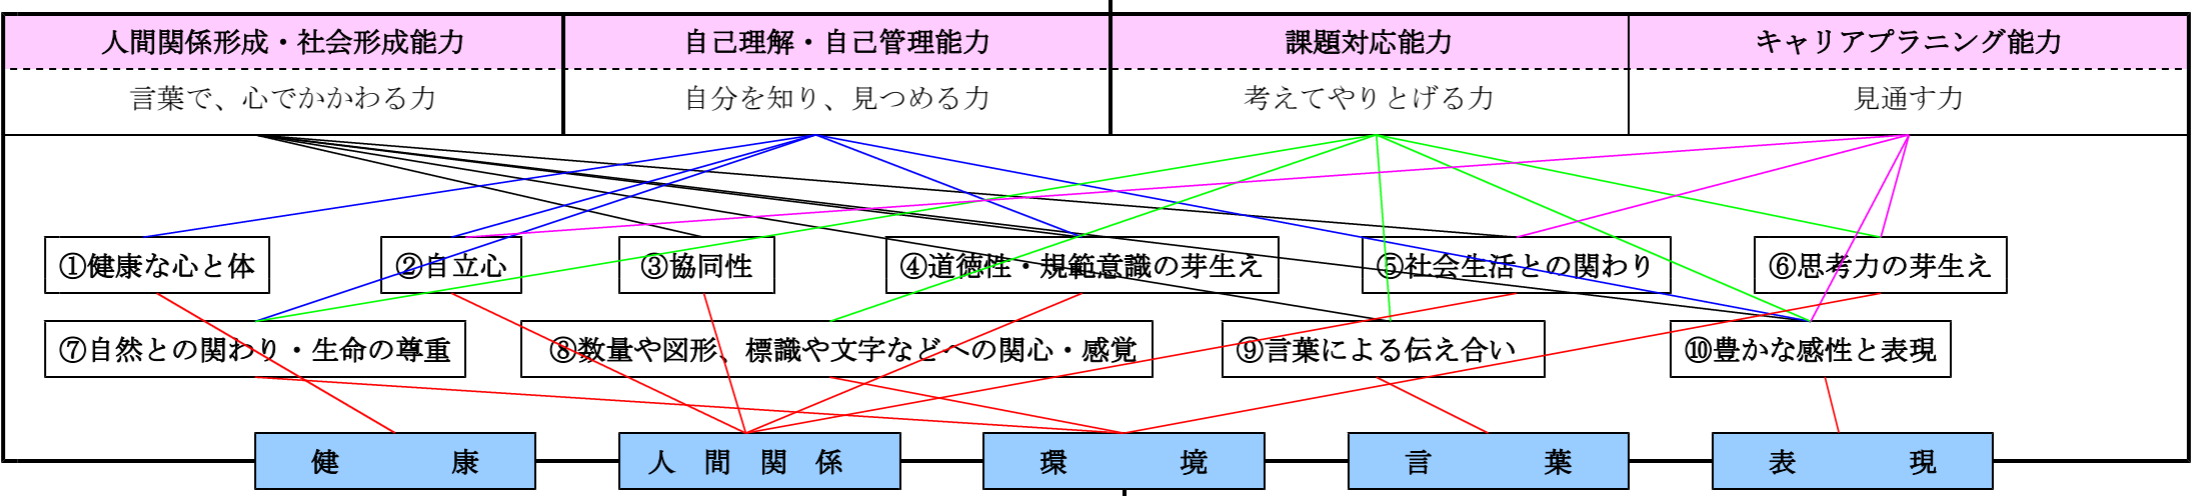 人間関係形成・社会形成能力
自己理解・自己管理能力
課題対応能力
キャリアプラニング能力
言葉で、心でかかわる力
自分を知り、見つめる力
考えてやりとげる力
見通す力
①健康な心と体
②自立心
③協同性
④道徳性・規範意識の芽生え
⑤社会生活との関わり
⑥思考力の芽生え
⑦自然との関わり・生命の尊重
⑧数量や図形、標識や文字などへの関心・感覚
⑨言葉による伝え合い
⑩豊かな感性と表現
健康
人間関係
環境
言葉
表現